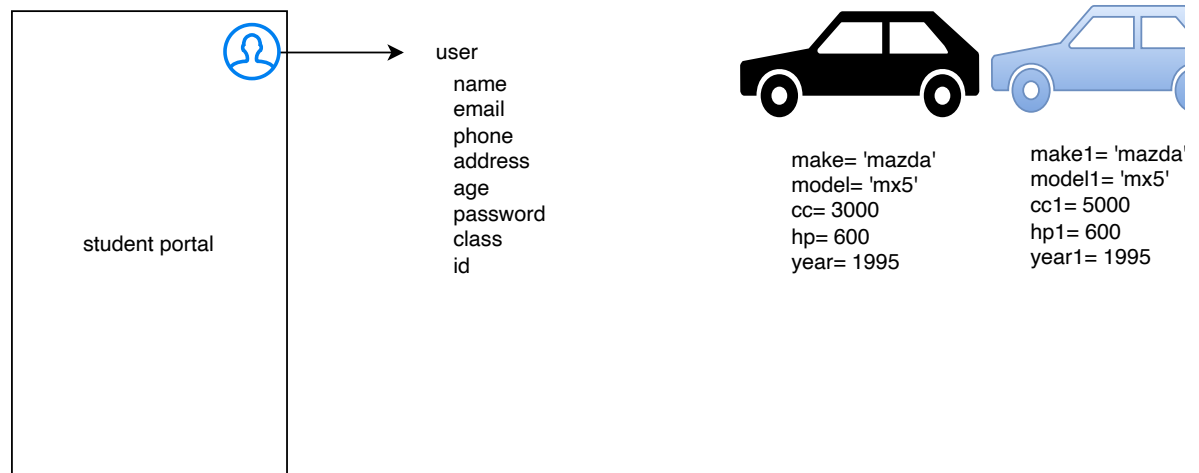 student portal
user
name
email
phone
address
age
password
class
id
make= 'mazda'
model= 'mx5'
cc= 3000
hp= 600
year= 1995
make1= 'mazda'
model1= 'mx5'
cc1= 5000
hp1= 600
year1= 1995